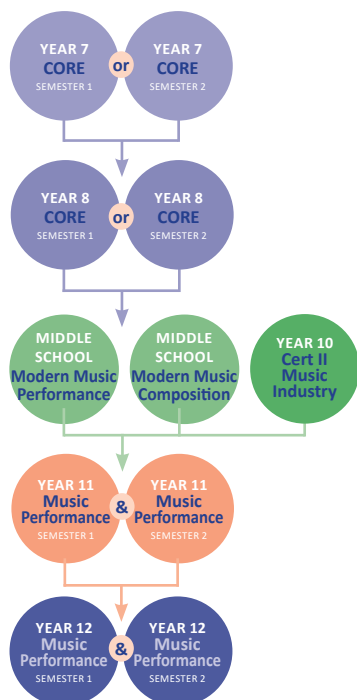 YEAR 7
CORE
SEMESTER 1
or
YEAR 7
CORE
SEMESTER 2
YEAR 8
CORE
SEMESTER 1
or
YEAR 8
CORE
SEMESTER 2
MIDDLE
SCHOOL
Modern Music
Performance
MIDDLE
SCHOOL
Modern Music
Composition
YEAR 10
Cert II
Music
Industry
YEAR 11
Music
Performance
SEMESTER 1
&
YEAR 11
Music
Performance
SEMESTER 2
YEAR 12
Music
Performance
SEMESTER 1
&
YEAR 12
Music
Performance
SEMESTER 2